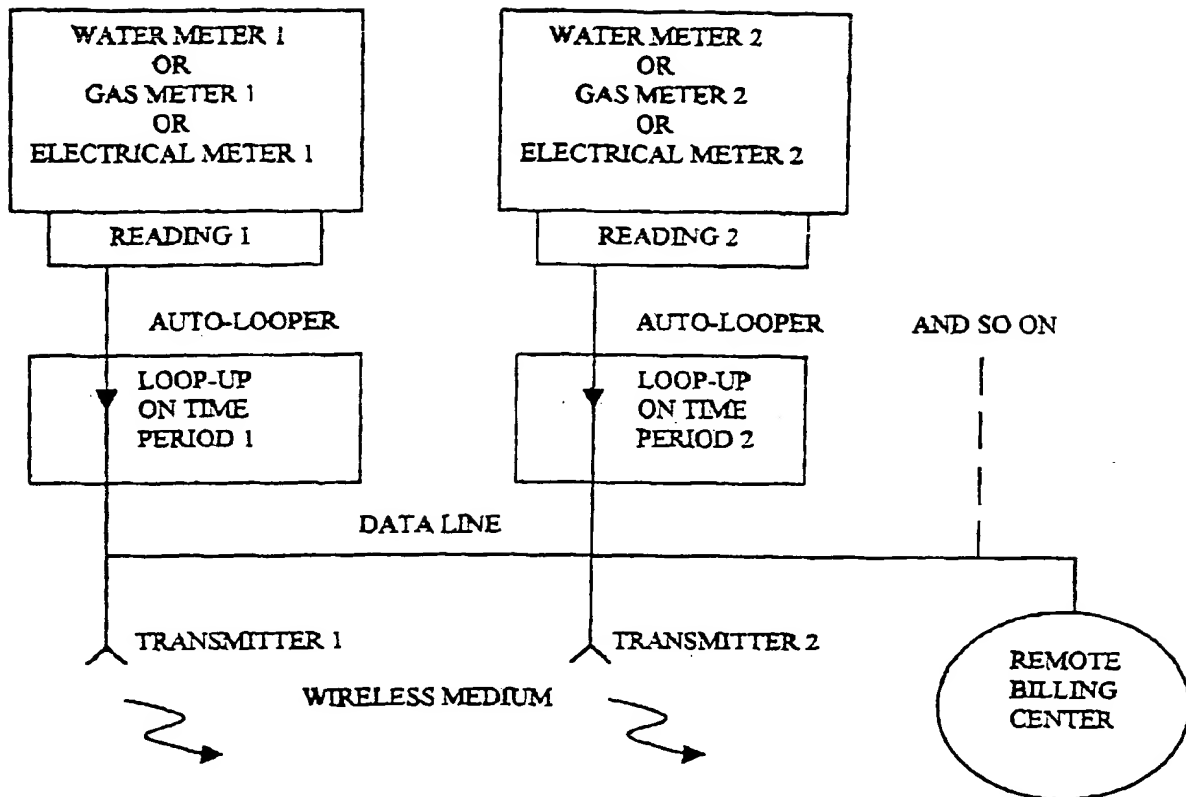 WATER METER 1
OR
GAS METER 1
OR
ELECTRICAL METER 1
READING 1
WATER METER 2
OR
GAS METER 2
OR
ELECTRICAL METER 2
READING 2
AUTO-LOOPER
AUTO-LOOPER
AND SO ON
LOOP-UP
ON TIME
PERIOD 1
LOOP-UP
ON TIME
PERIOD 2
DATA LINE
TRANSMITTER 1
TRANSMITTER 2
WIRELESS MEDIUM
REMOTE
BILLING
CENTER